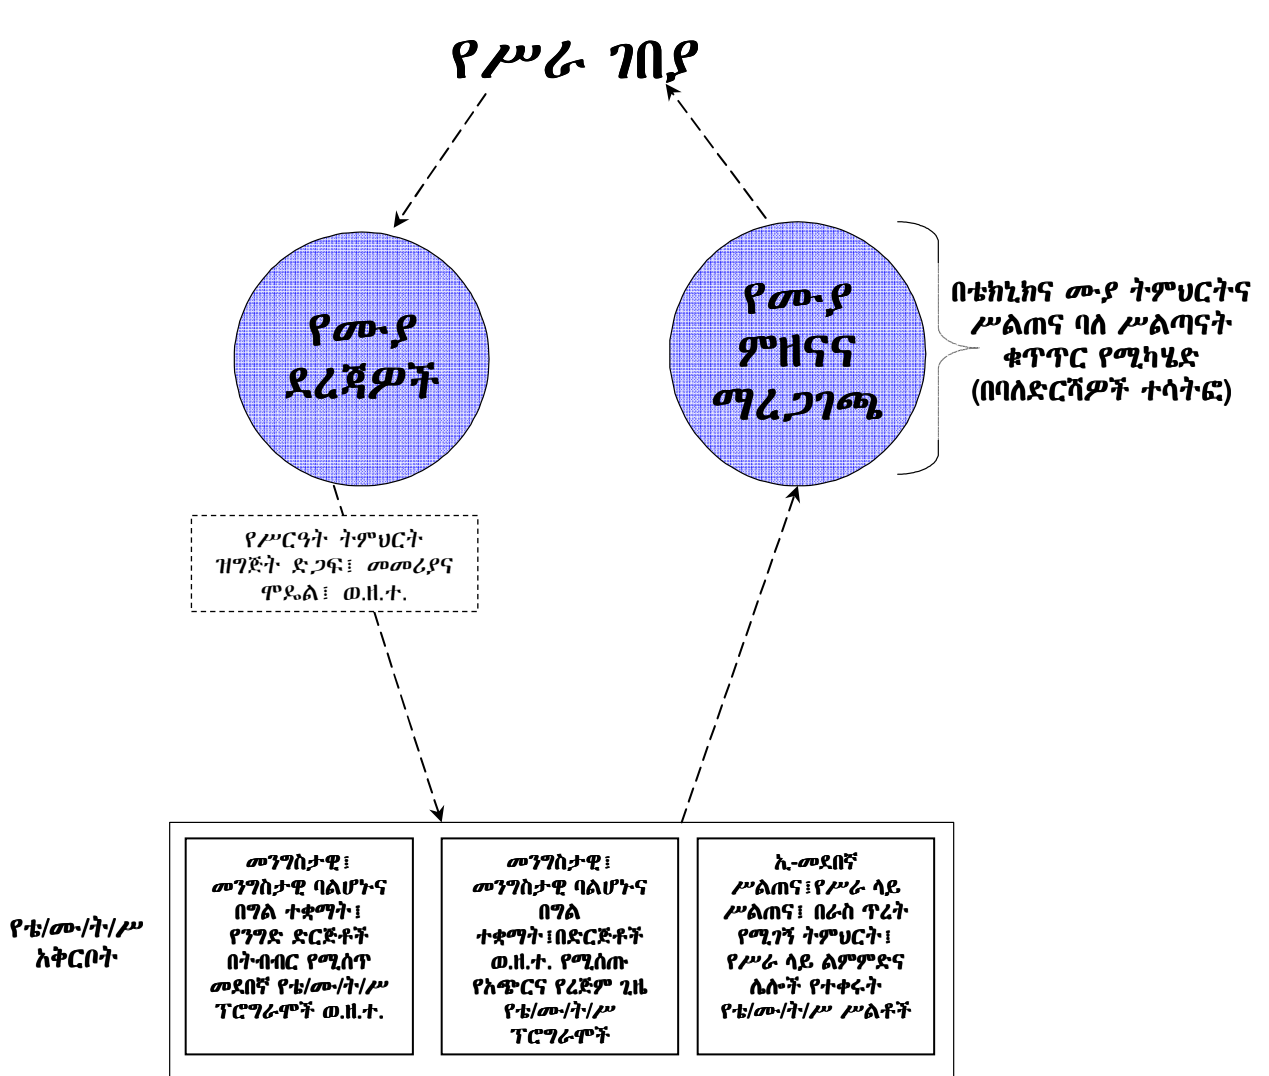 የሥራ ገበያ
የሙያ
ደረጃዎች
የሙያ
ምዘናና
ማረጋገጫ
በቴክኒክና ሙያ ትምህርትና
ሥልጠና ባለ ሥልጣናት
ቁጥጥር የሚካሄድ
(በባለድርሻዎች ተሳትፎ)
የሥርዓት ትምህርት
ዝግጅት ድጋፍ፤ መመሪያና
ሞዴል፤ ወ.ዘ.ተ.
የቴ/ሙ/ት/ሥ
አቅርቦት
መንግስታዊ፤
መንግስታዊ ባልሆኑና
በግል ተቋማት፤
የንግድ ድርጅቶች
በትብብር የሚሰጥ
መደበኛ የቴ/ሙ/ት/ሥ
ፕሮግራሞች ወ.ዘ.ተ.
መንግስታዊ፤
መንግስታዊ ባልሆኑና
በግል
ተቋማት፤በድርጅቶች
ወ.ዘ.ተ. የሚሰጡ
የአጭርና የረጅም ጊዜ
የቴ/ሙ/ት/ሥ
ፕሮግራሞች
ኢ-መደበኛ
ሥልጠና፤የሥራ ላይ
ሥልጠና፤ በራስ ጥረት
የሚገኝ ትምህርት፤
የሥራ ላይ ልምምድና
ሌሎች የተቀሩት
የቴ/ሙ/ት/ሥ ሥልቶች